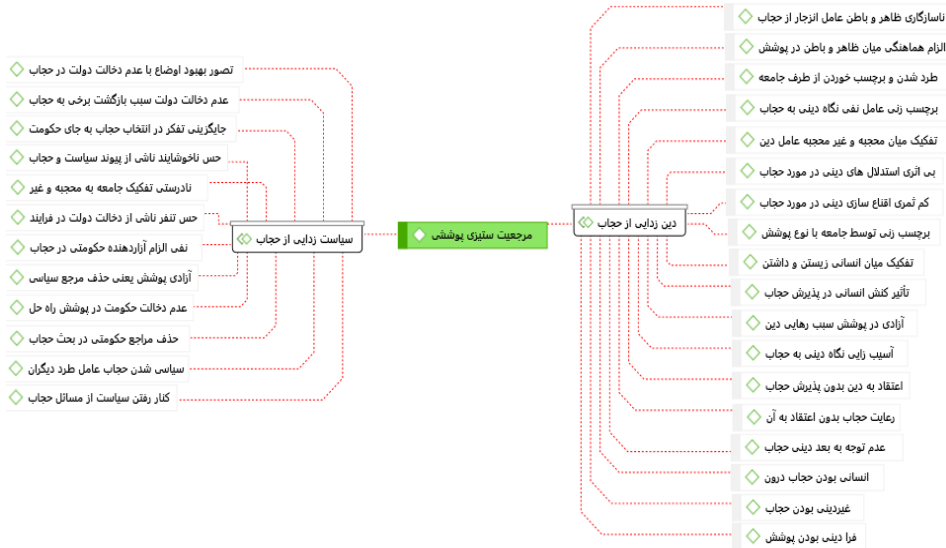 ناسازگاری ظاهر و باطن عامل انزجار از حجاب
الزام هماهنگی میان ظاهر و باطن در پوشش
طرد شدن و برچسب خوردن از طرف جامعه
برچسب زنی عامل نفی نگاه دینی به حجاب
تفکیک میان محجبه و غیر محجبه عامل دین
بی اثری استدلال های دینی در مورد حجاب
کم ثمری اقناع سازی دینی در مورد حجاب
برچسب زنی توسط جامعه با نوع پوشش
تفکیک میان انسانی زیستن و داشتن
تأثیر کنش انسانی در پذیرش حجاب
آزادی در پوشش سبب رهایی دین
آسیب زایی نگاه دینی به حجاب
اعتقاد به دین بدون پذیرش حجاب
رعایت حجاب بدون اعتقاد به آن
عدم توجه به بعد دینی حجاب
انسانی بودن حجاب درون
غیردینی بودن حجاب
فرا دینی بودن پوشش
دین زدایی از حجاب
مرجعیت ستیزی پوششی
سیاست زدایی از حجاب
تصور بهبود اوضاع با عدم دخالت دولت در حجاب
عدم دخالت دولت سبب بازگشت برخی به حجاب
جایگزینی تفکر در انتخاب حجاب به جای حکومت
حس ناخوشایند ناشی از پیوند سیاست و حجاب
نادرستی تفکیک جامعه به محجبه و غیر
حس تنفر ناشی از دخالت دولت در فرایند
نفی الزام آزاردهنده حکومتی در حجاب
آزادی پوشش یعنی حذف مرجع سیاسی
عدم دخالت حکومت در پوشش راه حل
حذف مراجع حکومتی در بحث حجاب
سیاسی شدن حجاب عامل طرد دیگران
کنار رفتن سیاست از مسائل حجاب